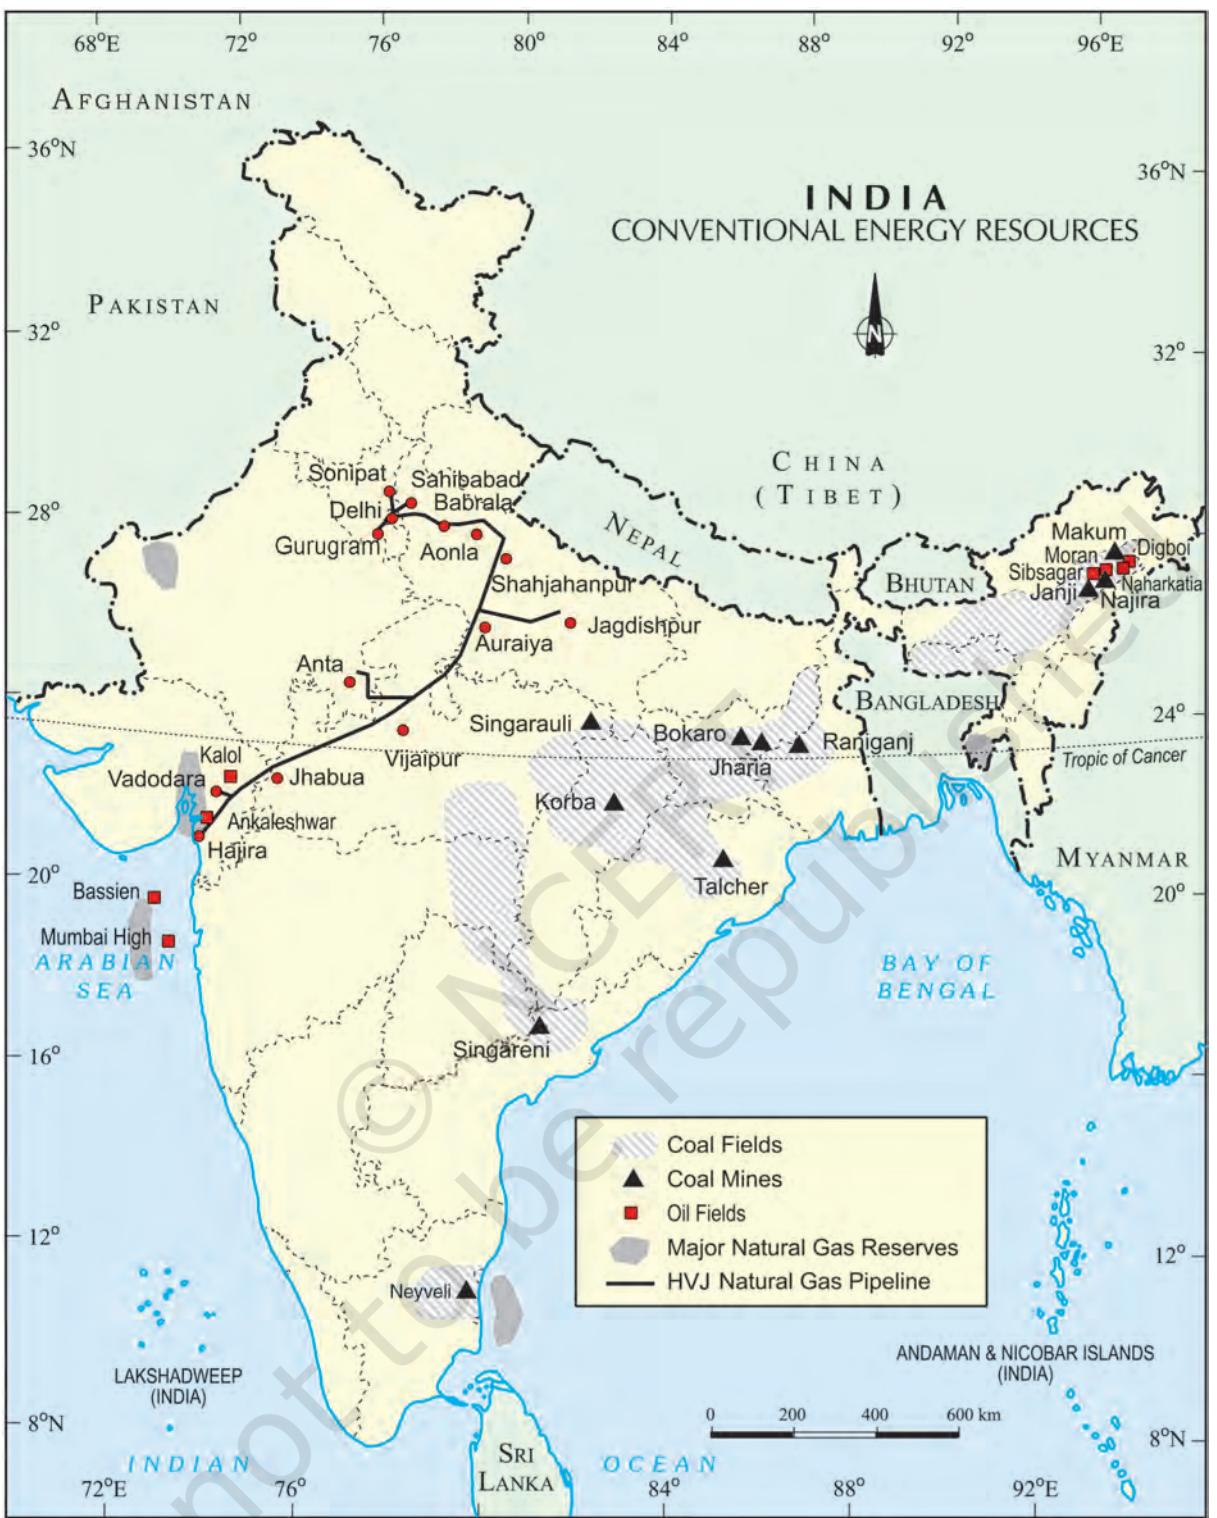 68°E 72° 76° 80° 84° 88° 92° 96°E
AFGHANISTAN
36°N
36°N
INDIA
CONVENTIONAL ENERGY RESOURCES
PAKISTAN
N
32°
32°
CHINA
(TIBET)
Sonipat
Sahibabad
Delhi
Babrala
28°
28°
NEPAL
Gurugram
Aonla
Makum
Moran
Digboi
Sibsagar
Naharkatia
BHUTAN
Janji
Najira
Shahjahanpur
Jagdishpur
Auraiya
Anta
BANGLADESH
24°
Singarauli
Bokaro
Raniganj
Kalol
Vijaipur
Jharia
Tropic of Cancer
Vadodara
Jhabua
Korba
Ankaleshwar
Hajira
MYANMAR
20°
20°
Bassien
Talcher
Mumbai High
ARABIAN
SEA
BAY OF
BENGAL
16°
Singareni
© NCERT
not to be republished
Coal Fields
Coal Mines
Oil Fields
Major Natural Gas Reserves
HVJ Natural Gas Pipeline
12°
12°
Neyveli
LAKSHADWEEP
(INDIA)
ANDAMAN & NICOBAR ISLANDS
(INDIA)
0 200 400 600 km
8°N
8°N
SRI
LANKA
INDIAN OCEAN
72°E 76° 84° 88° 92°E